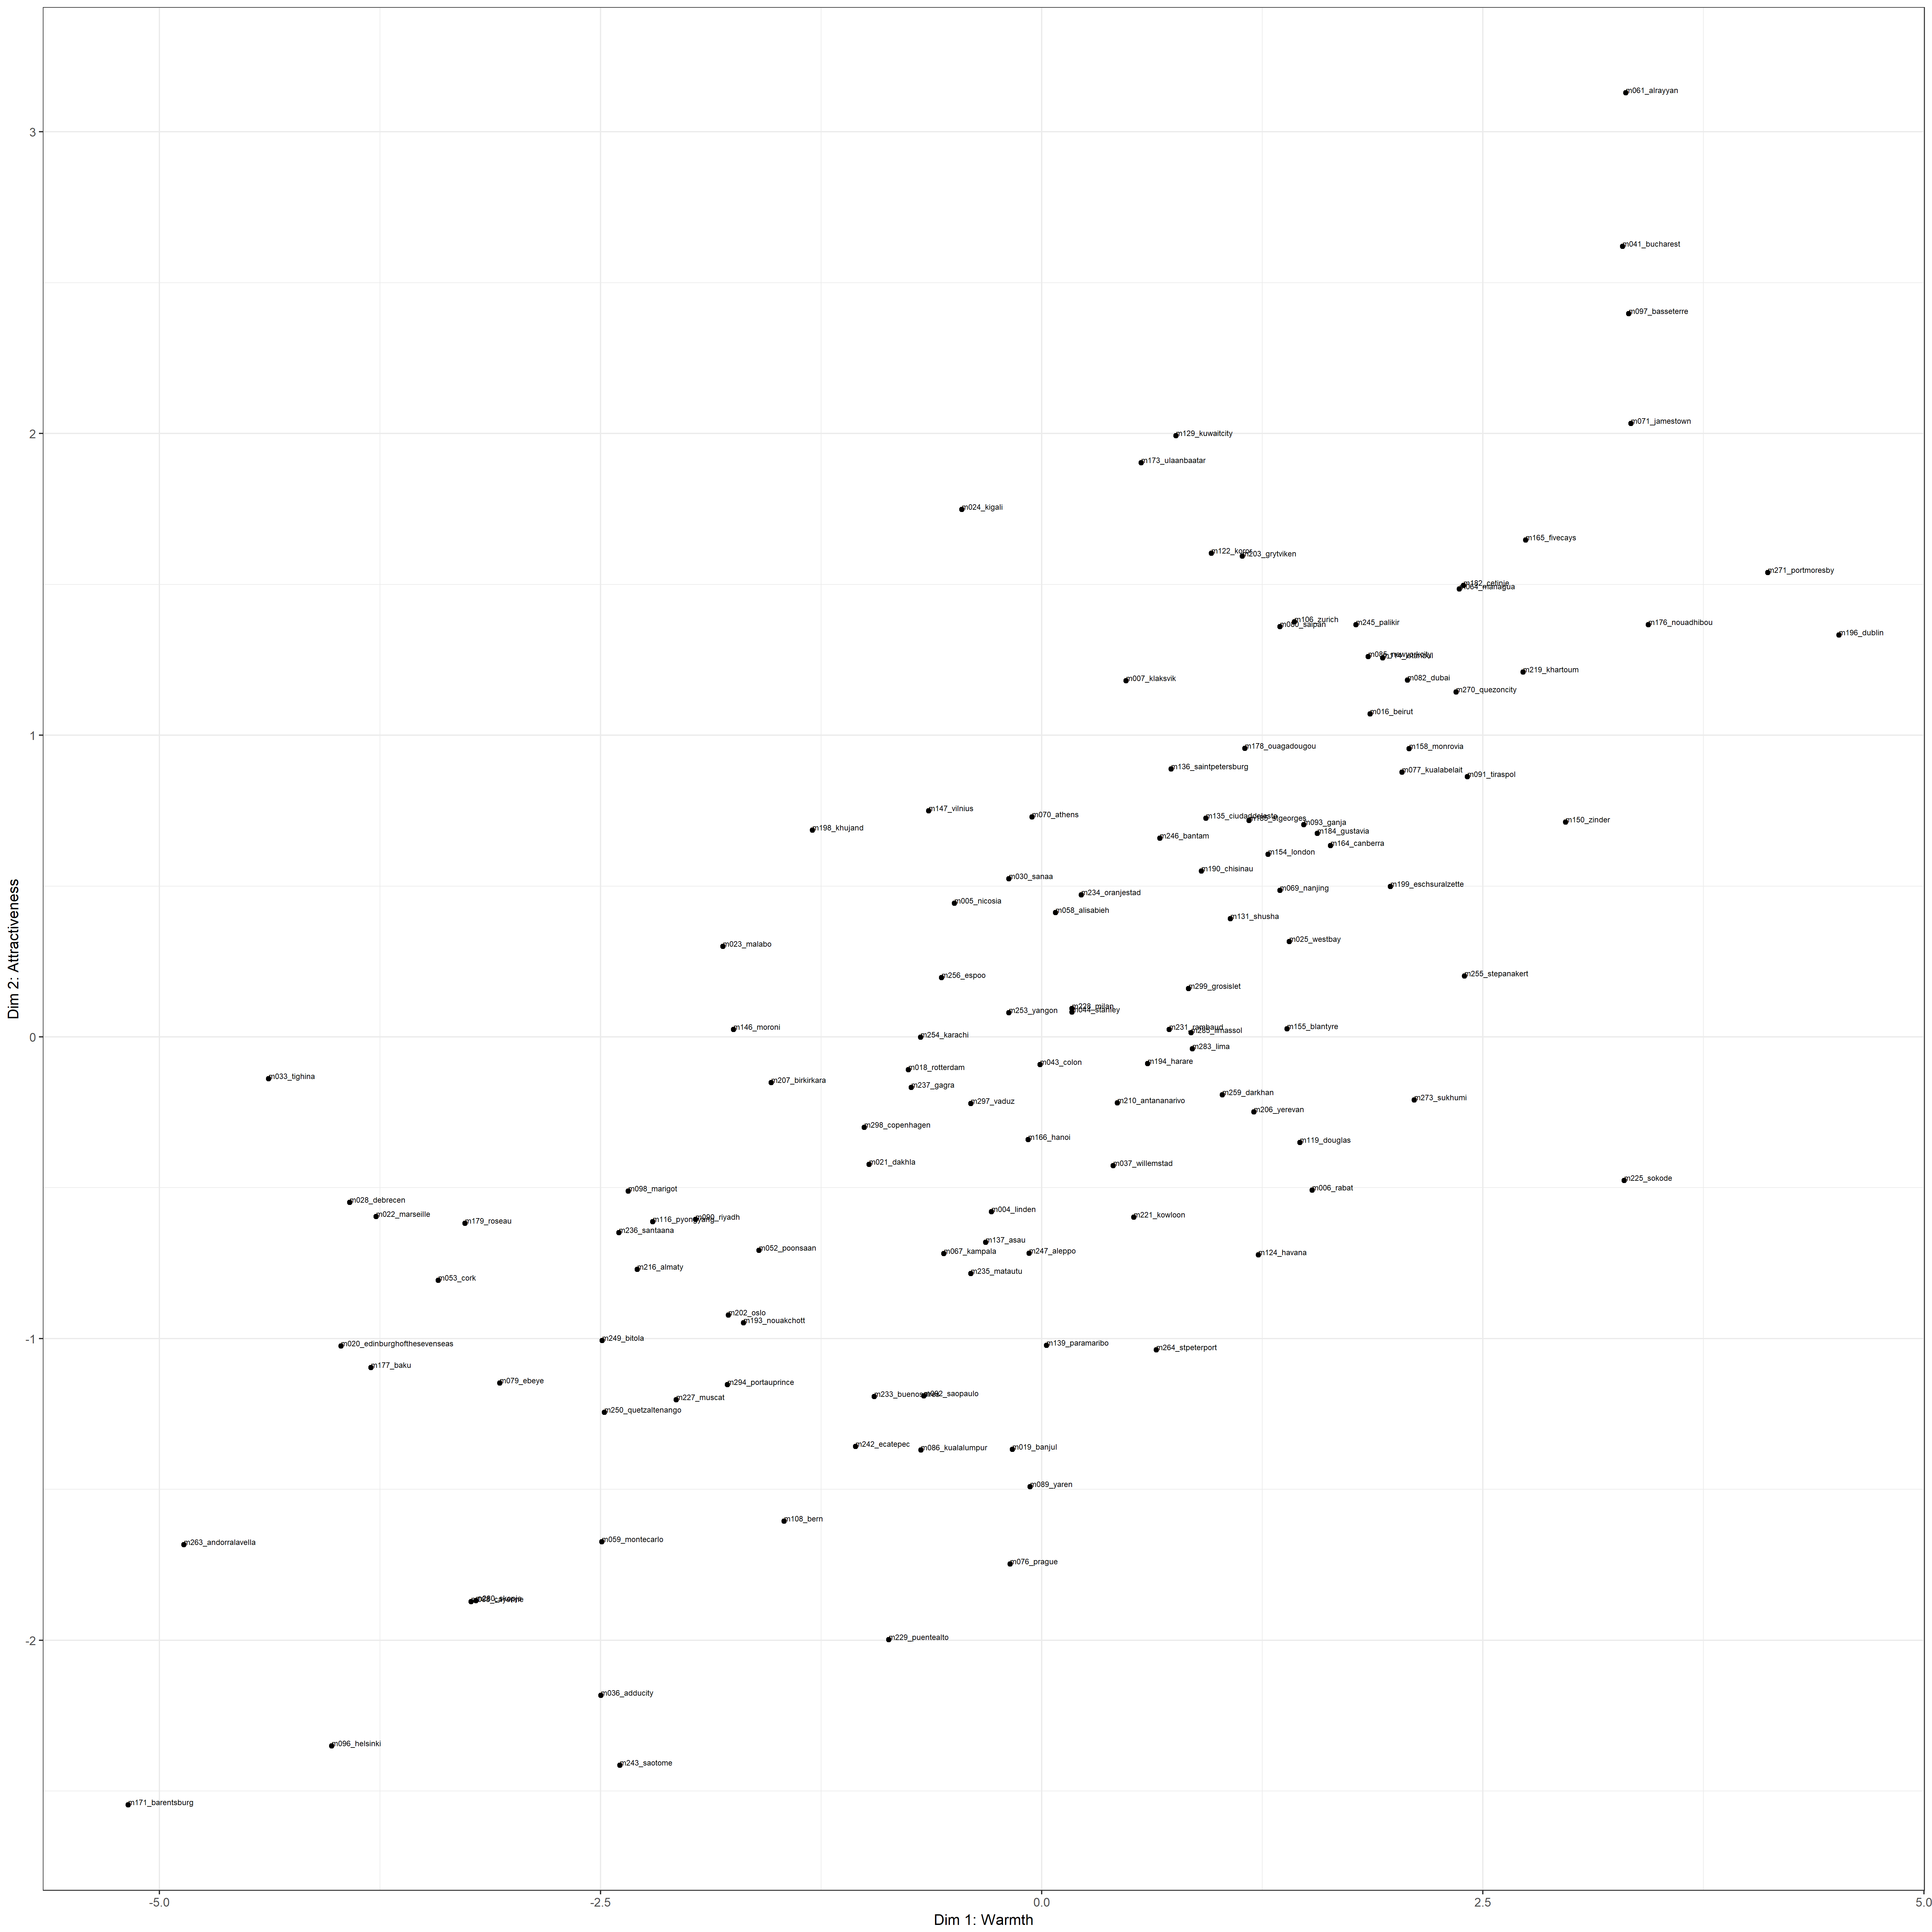 m061_alrayyan
3
m041_bucharest
m097_basseterre
m071_jamestown
2
m129_kuwaitcity
m173_ulaanbaatar
m024_kigali
m165_fivecays
m122_koror
m203_grytviken
m271_portmoresby
m182_cetinje
m064_managua
m106_zurich
m080_saipan
m245_palikir
m176_nouadhibou
m196_dublin
m085_newyorkcity
m219_khartoum
m007_klaksvik
m082_dubai
m270_quezoncity
m016_beirut
1
m178_ouagadougou
m158_monrovia
m136_saintpetersburg
m077_kualabelait
m091_tiraspol
m147_vilnius
m070_athens
m135_ciudaddeleste
m093_ganja
m150_zinder
m198_khujand
m184_gustavia
m246_bantam
m164_canberra
m154_london
m190_chisinau
m030_sanaa
m199_eschsuralzette
m069_nanjing
m234_oranjestad
m005_nicosia
m058_alisabieh
m131_shusha
m025_westbay
m023_malabo
m256_espoo
m255_stepanakert
m299_grosislet
m228_milan
m044_stanley
m253_yangon
m146_moroni
m231_rambaud
m285_limassol
m155_blantyre
0
m254_karachi
m283_lima
m043_colon
m194_harare
m018_rotterdam
m033_tighina
m207_birkirkara
m237_gagra
m259_darkhan
m297_vaduz
m210_antananarivo
m273_sukhumi
m206_yerevan
m298_copenhagen
m166_hanoi
m119_douglas
m021_dakhla
m037_willemstad
m225_sokode
m098_marigot
m006_rabat
m028_debrecen
m004_linden
m022_marseille
m179_roseau
m116_pyongyang
m090_riyadh
m221_kowloon
m236_santaana
m137_asau
m052_poonsaan
m067_kampala
m247_aleppo
m124_havana
m216_almaty
m235_matautu
m053_cork
m202_oslo
m193_nouakchott
-1
m249_bitola
m020_edinburghofthesevenseas
m139_paramaribo
m264_stpeterport
m177_baku
m079_ebeye
m294_portauprince
m227_muscat
m233_buenosaires
m092_saopaulo
m250_quetzaltenango
m242_ecatepec
m086_kualalumpur
m019_banjul
m089_yaren
m108_bern
m263_andorralavella
m059_montecarlo
m076_prague
-2
m229_puentealto
m036_adducity
m096_helsinki
m243_saotome
m171_barentsburg
-5.0
-2.5
0.0
2.5
5.0
Dim 1: Warmth
Dim 2: Attractiveness